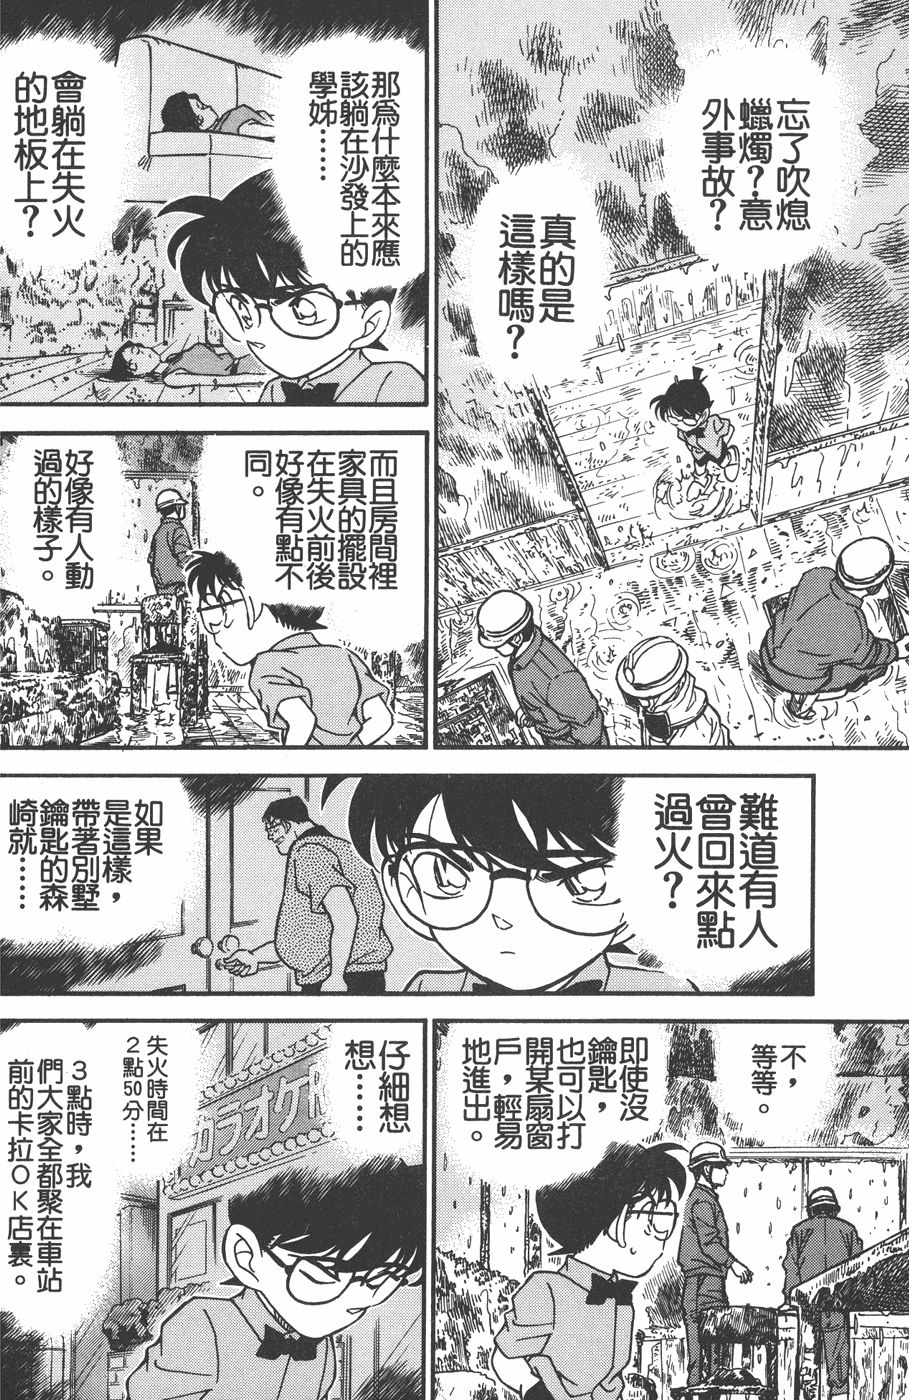 忘了吹熄
蠟燭？意
外事故？
真的是
這樣嗎？
那爲什麼本來應
該躺在沙發上的
學姊……
會躺在失火
的地板上？
而且房間裡
家具的擺設
在失火前後
好像有點不
同。
好像有人動
過的樣子。
難道有人
曾回來點
過火？
如果
是這樣，
帶著別墅
鑰匙的森
崎就……
不，
等等。
即使沒
鑰匙，
也可以打
開某扇窗
戶，輕易
地進出。
仔細想
想……
カラオケ
失火時間在
2點50分……
3點時，我
們大家全都聚在車站
前的卡拉OK店裏。